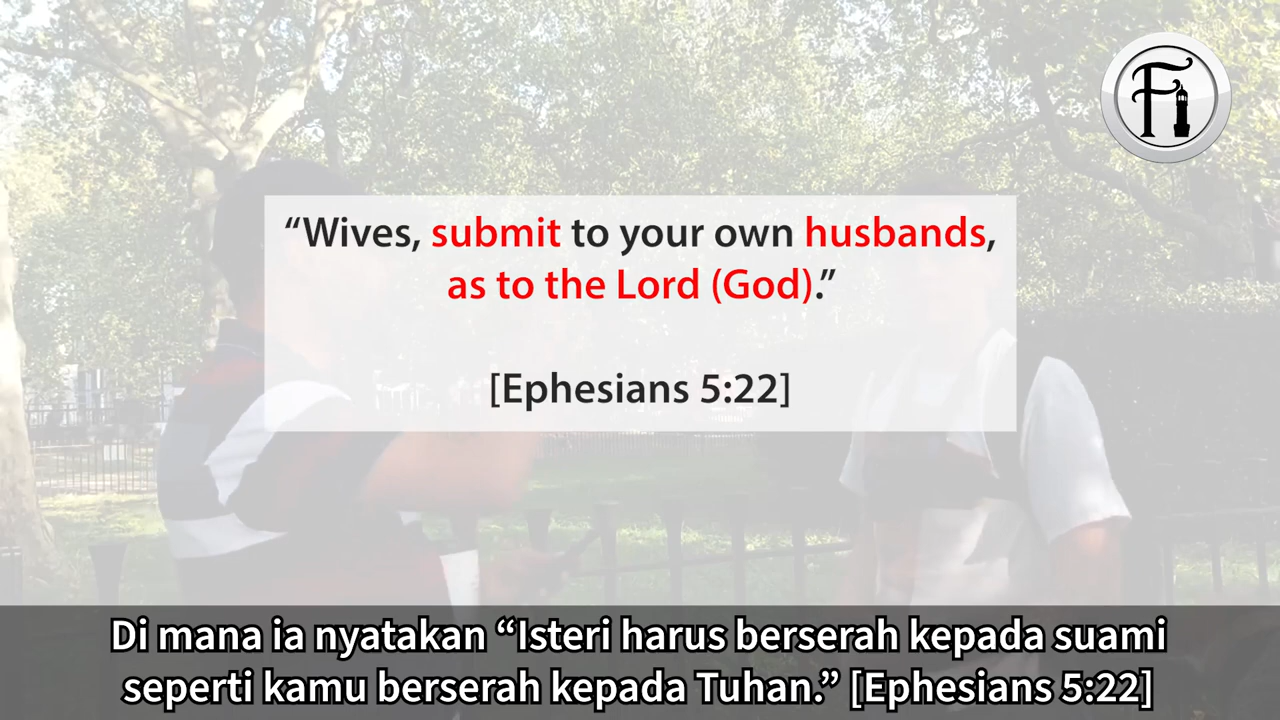 Fi
“Wives, submit to your own husbands,
as to the Lord (God).”
[Ephesians 5:22]
Di mana ia nyatakan “Isteri harus berserah kepada suami
seperti kamu berserah kepada Tuhan.” [Ephesians 5:22]